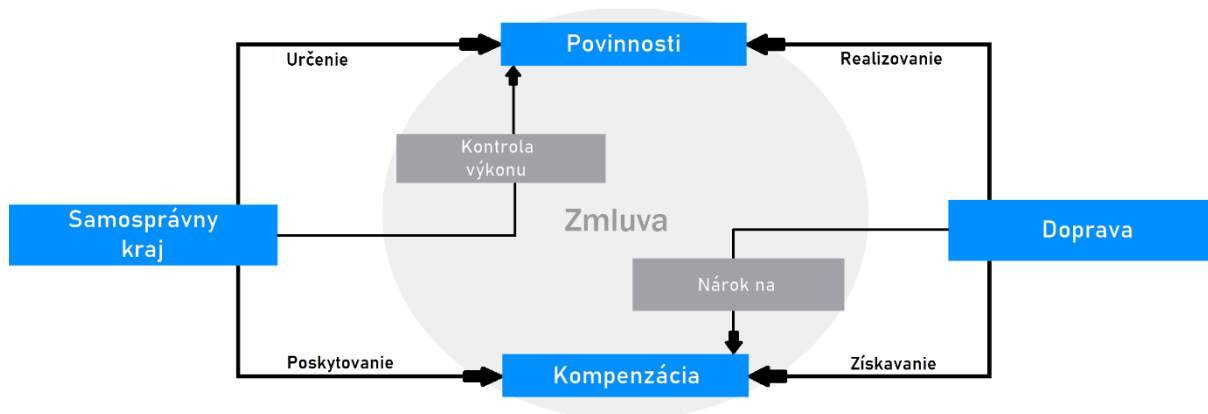 Povinnosti
Určenie
Realizovanie
Kontrola
výkonu
Samosprávny
kraj
Zmluva
Doprava
Nárok na
Poskytovanie
Kompenzácia
Získavanie